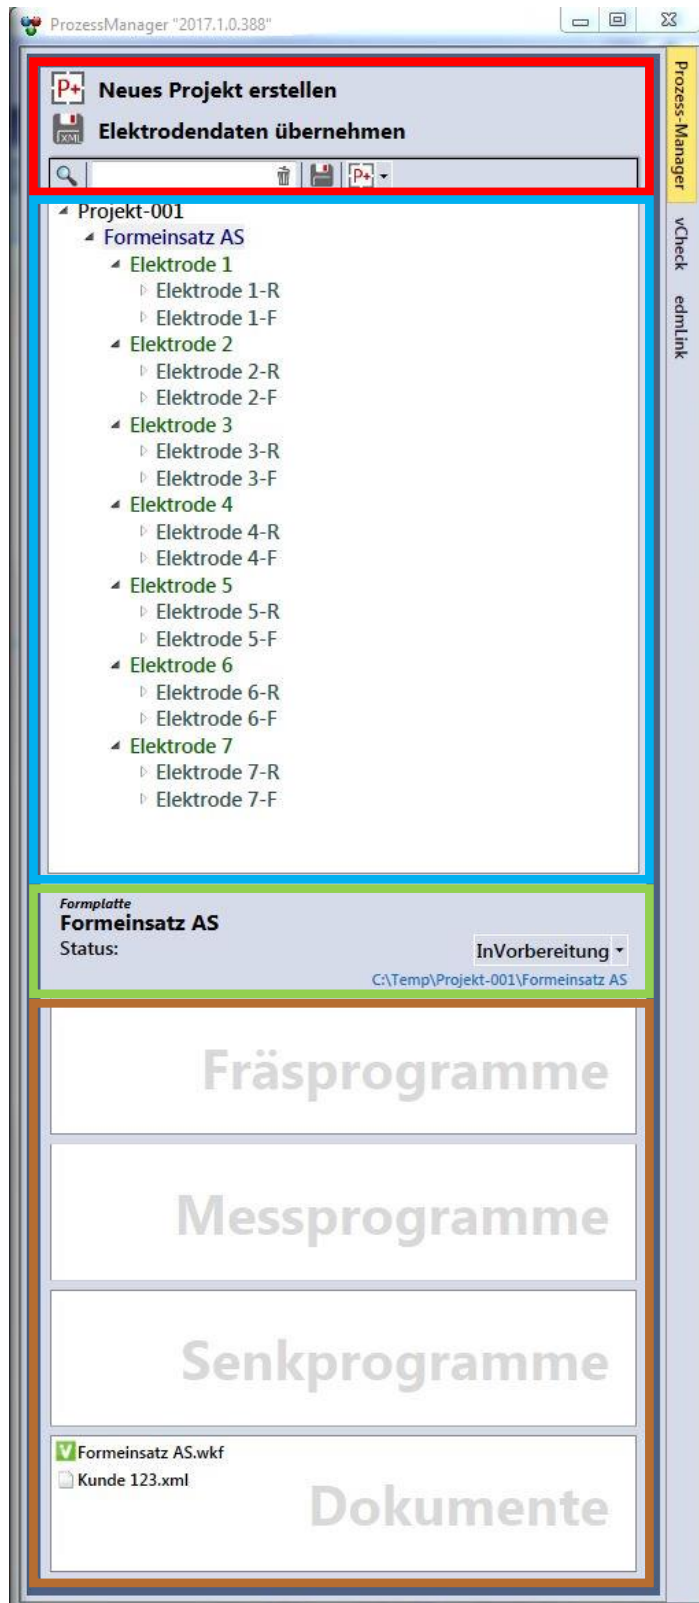 ProzessManager "2017.1.0.388"
P+ Neues Projekt erstellen
XML Elektrodendaten übernehmen
P+
Projekt-001
Formeinsatz AS
Elektrode 1
Elektrode 1-R
Elektrode 1-F
Elektrode 2
Elektrode 2-R
Elektrode 2-F
Elektrode 3
Elektrode 3-R
Elektrode 3-F
Elektrode 4
Elektrode 4-R
Elektrode 4-F
Elektrode 5
Elektrode 5-R
Elektrode 5-F
Elektrode 6
Elektrode 6-R
Elektrode 6-F
Elektrode 7
Elektrode 7-R
Elektrode 7-F
Formplatte
Formeinsatz AS
Status: InVorbereitung
C:\Temp\Projekt-001\Formeinsatz AS
Fräsprogramme
Messprogramme
Senkprogramme
V Formeinsatz AS.wkf
Kunde 123.xml
Dokumente
Prozess-Manager
vCheck
edmLink